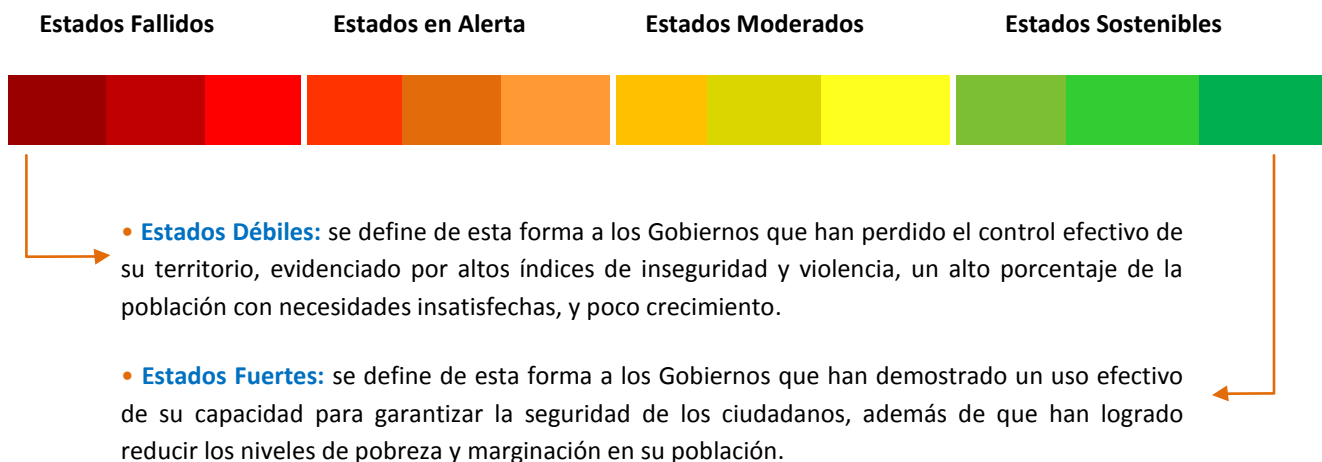 Estados Fallidos Estados en Alerta Estados Moderados Estados Sostenibles
• Estados Débiles: se define de esta forma a los Gobiernos que han perdido el control efectivo de
su territorio, evidenciado por altos índices de inseguridad y violencia, un alto porcentaje de la
población con necesidades insatisfechas, y poco crecimiento.
• Estados Fuertes: se define de esta forma a los Gobiernos que han demostrado un uso efectivo
de su capacidad para garantizar la seguridad de los ciudadanos, además de que han logrado
reducir los niveles de pobreza y marginación en su población.